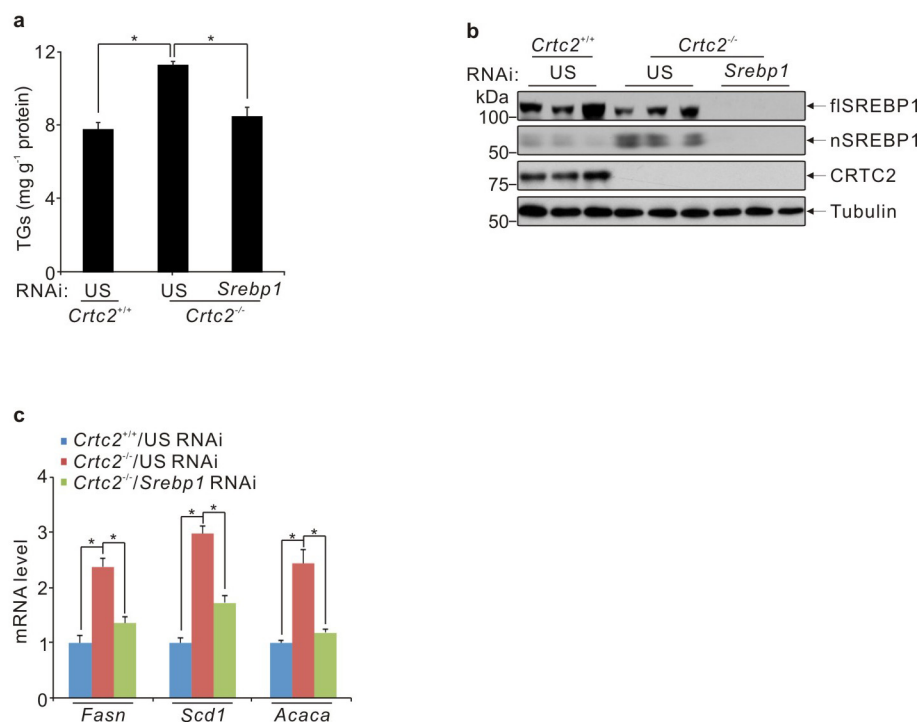 a
* *
12
8
4
0
TGs (mg g⁻¹ protein)
RNAi: US US Srebp1
Crtc2⁺/⁺ Crtc2⁻/⁻
b
Crtc2⁺/⁺ Crtc2⁻/⁻
RNAi: US US Srebp1
kDa
100 flSREBP1
50 nSREBP1
75 CRTC2
50 Tubulin
c
Crtc2⁺/⁺/US RNAi
Crtc2⁻/⁻/US RNAi
Crtc2⁻/⁻/Srebp1 RNAi
4
3
2
1
0
mRNA level
* * * * * *
Fasn Scd1 Acaca